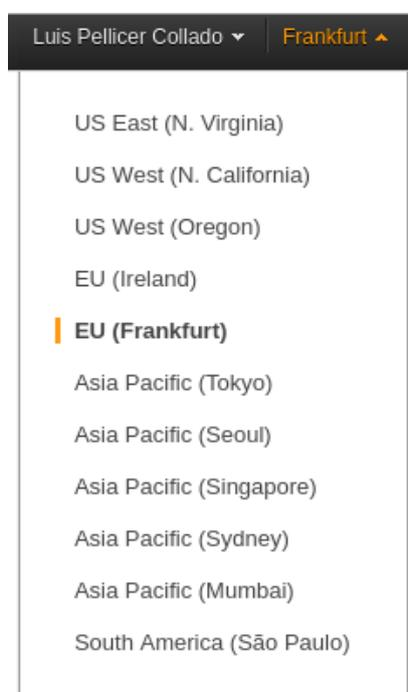 Luis Pellicer Collado Frankfurt
US East (N. Virginia)
US West (N. California)
US West (Oregon)
EU (Ireland)
EU (Frankfurt)
Asia Pacific (Tokyo)
Asia Pacific (Seoul)
Asia Pacific (Singapore)
Asia Pacific (Sydney)
Asia Pacific (Mumbai)
South America (São Paulo)